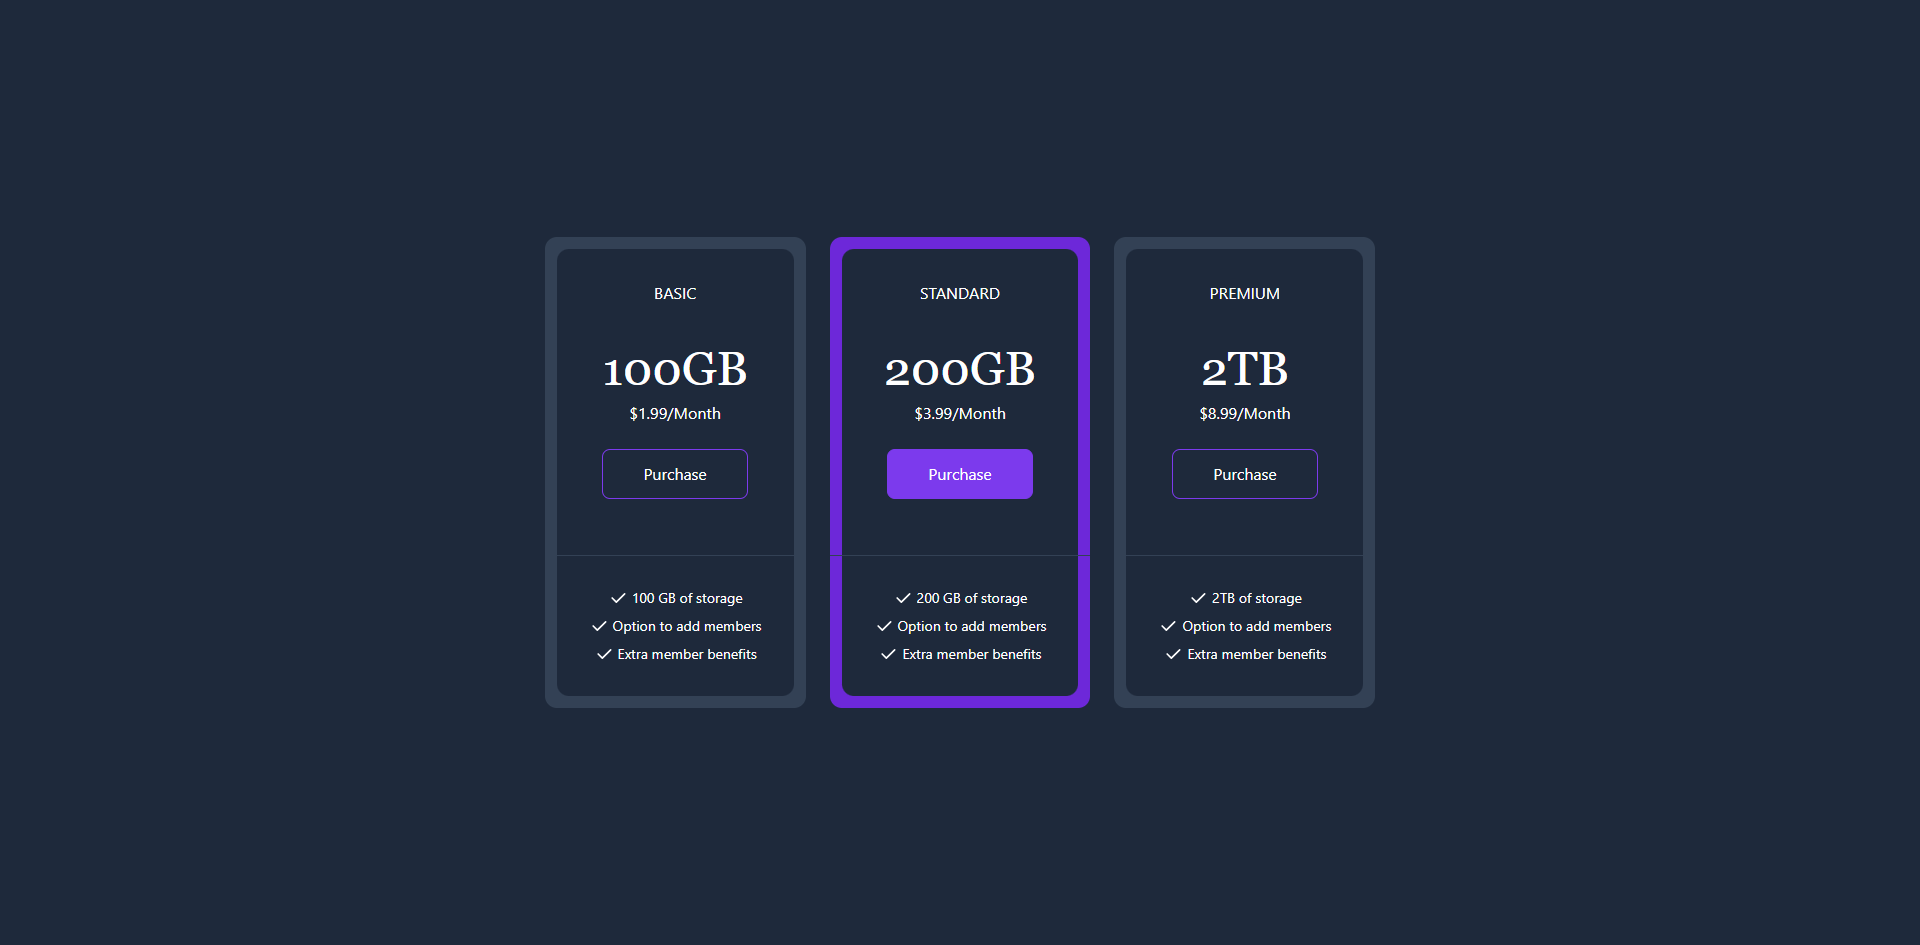 BASIC
100GB
$1.99/Month
Purchase
100 GB of storage
Option to add members
Extra member benefits
STANDARD
200GB
$3.99/Month
Purchase
200 GB of storage
Option to add members
Extra member benefits
PREMIUM
2TB
$8.99/Month
Purchase
2TB of storage
Option to add members
Extra member benefits